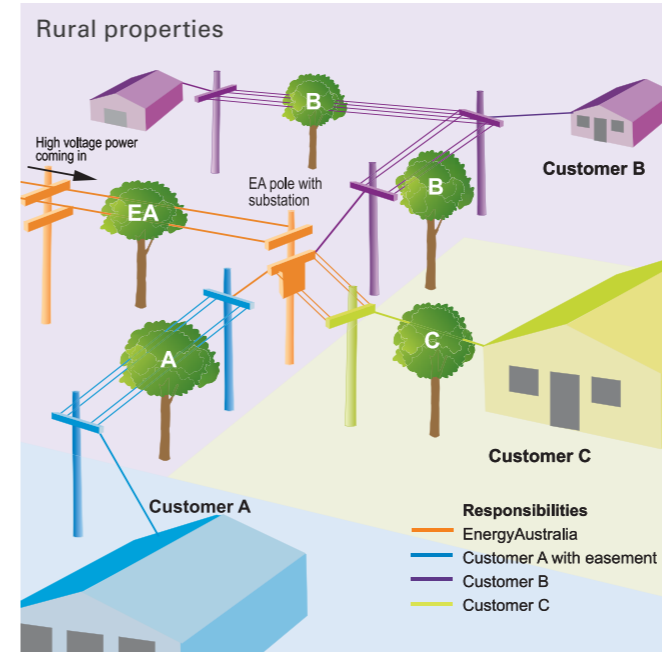 Rural properties
B
High voltage power
coming in
Customer B
EA pole with
substation
B
EA
C
A
Customer C
Customer A
Responsibilities
EnergyAustralia
Customer A with easement
Customer B
Customer C